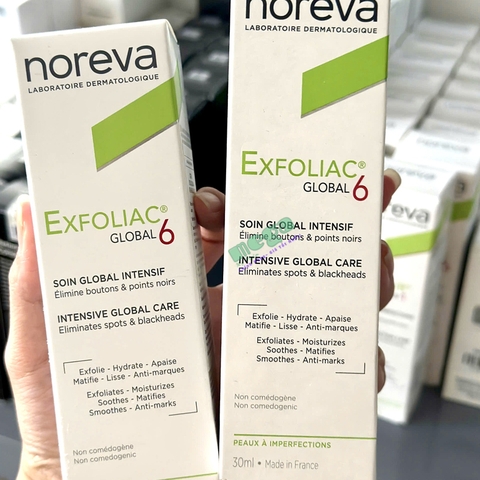 noreva
LABORATOIRE DERMATOLOGIQUE
EXFOLIAC®
GLOBAL 6
SOIN GLOBAL INTENSIF
Élimine boutons & points noirs
INTENSIVE GLOBAL CARE
Eliminates spots & blackheads
Exfolie - Hydrate - Apaise
Matifie - Lisse - Anti-marques
Exfoliates - Moisturizes
Soothes - Matifies
Smoothes - Anti-marks
Non comédogène
Non comedogenic
noreva
LABORATOIRE DERMATOLOGIQUE
EXFOLIAC®
GLOBAL 6
SOIN GLOBAL INTENSIF
Élimine boutons & points noirs
INTENSIVE GLOBAL CARE
Eliminates spots & blackheads
Exfolie - Hydrate - Apaise
Matifie - Lisse - Anti-marques
Exfoliates - Moisturizes
Soothes - Matifies
Smoothes - Anti-marks
Non comédogène
Non comedogenic
PEAUX À IMPERFECTIONS
30ml • Made in France